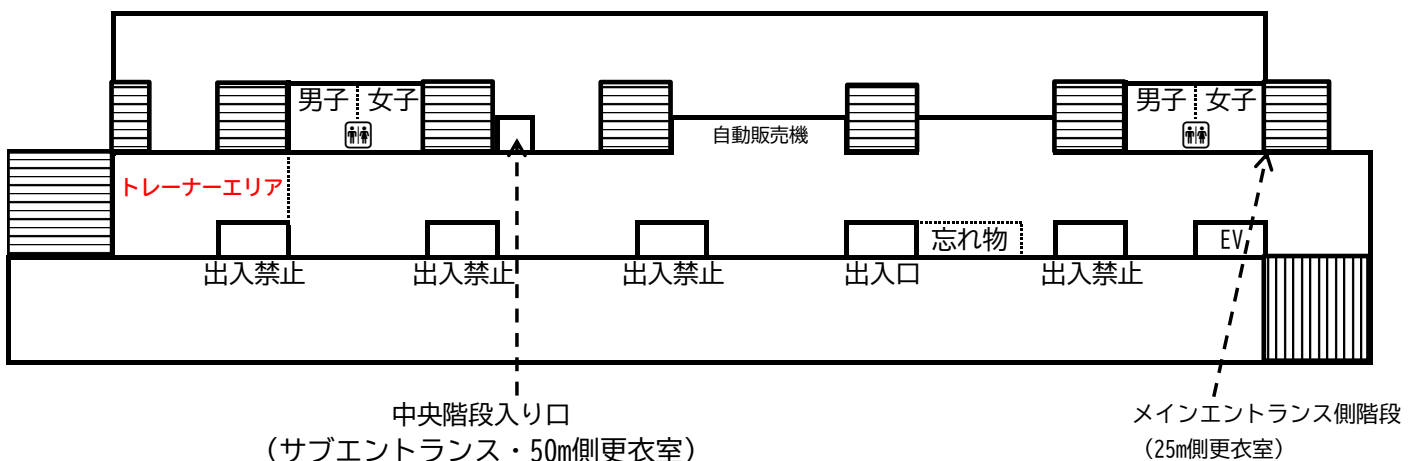 男子 女子
男子 女子
自動販売機
トレーナーエリア
忘れ物
EV
出入禁止
出入禁止
出入禁止
出入口
出入禁止
中央階段入り口
(サブエントランス・50m側更衣室)
メインエントランス側階段
(25m側更衣室)